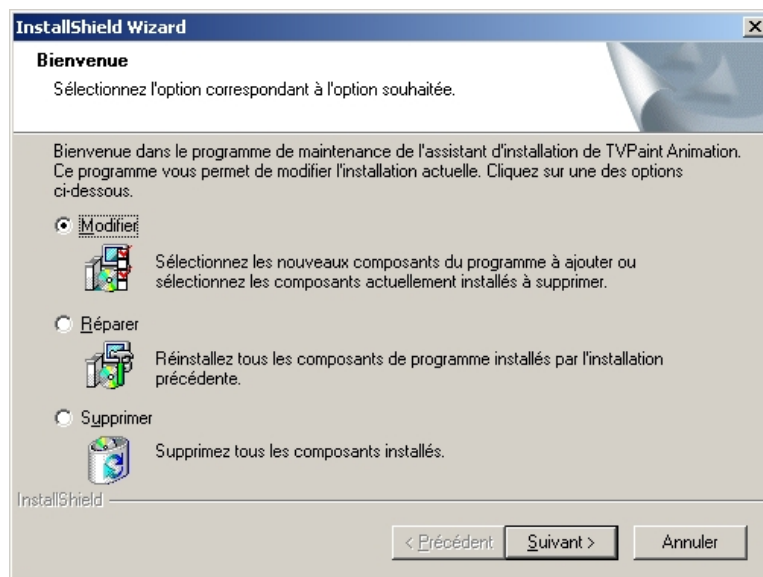 InstallShield Wizard
Bienvenue
Sélectionnez l'option correspondant à l'option souhaitée.
Bienvenue dans le programme de maintenance de l'assistant d'installation de TVPaint Animation.
Ce programme vous permet de modifier l'installation actuelle. Cliquez sur une des options
ci-dessous.
Modifier
Sélectionnez les nouveaux composants du programme à ajouter ou
sélectionnez les composants actuellement installés à supprimer.
Réparer
Réinstallez tous les composants de programme installés par l'installation
précédente.
Supprimer
Supprimez tous les composants installés.
InstallShield
< Précédent Suivant > Annuler